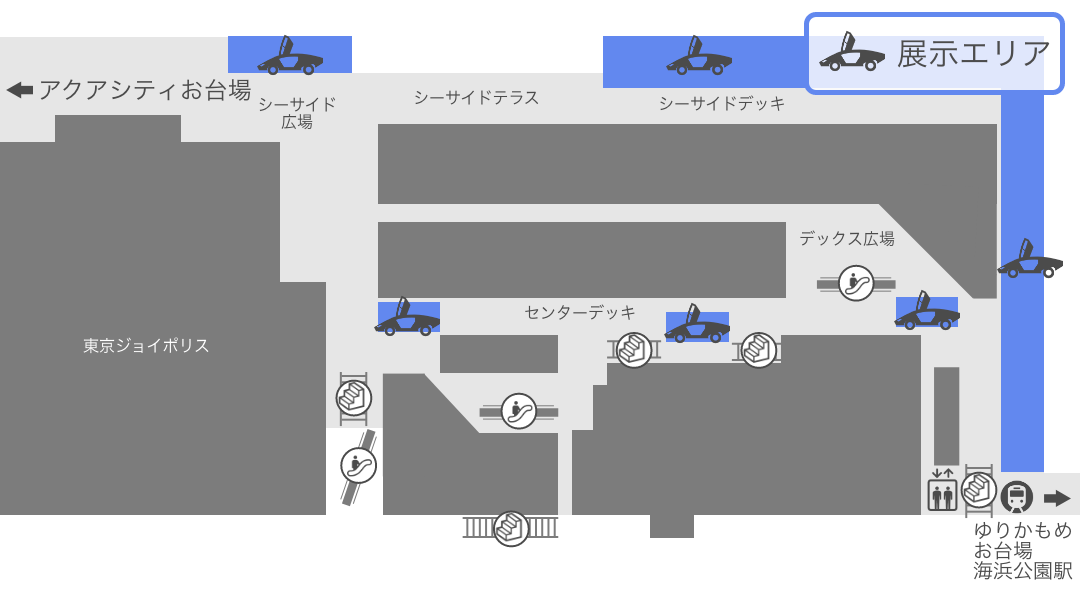 展示エリア
アクアシティお台場
シーサイド
広場
シーサイドテラス
シーサイドデッキ
デックス広場
センターデッキ
東京ジョイポリス
ゆりかもめ
お台場
海浜公園駅